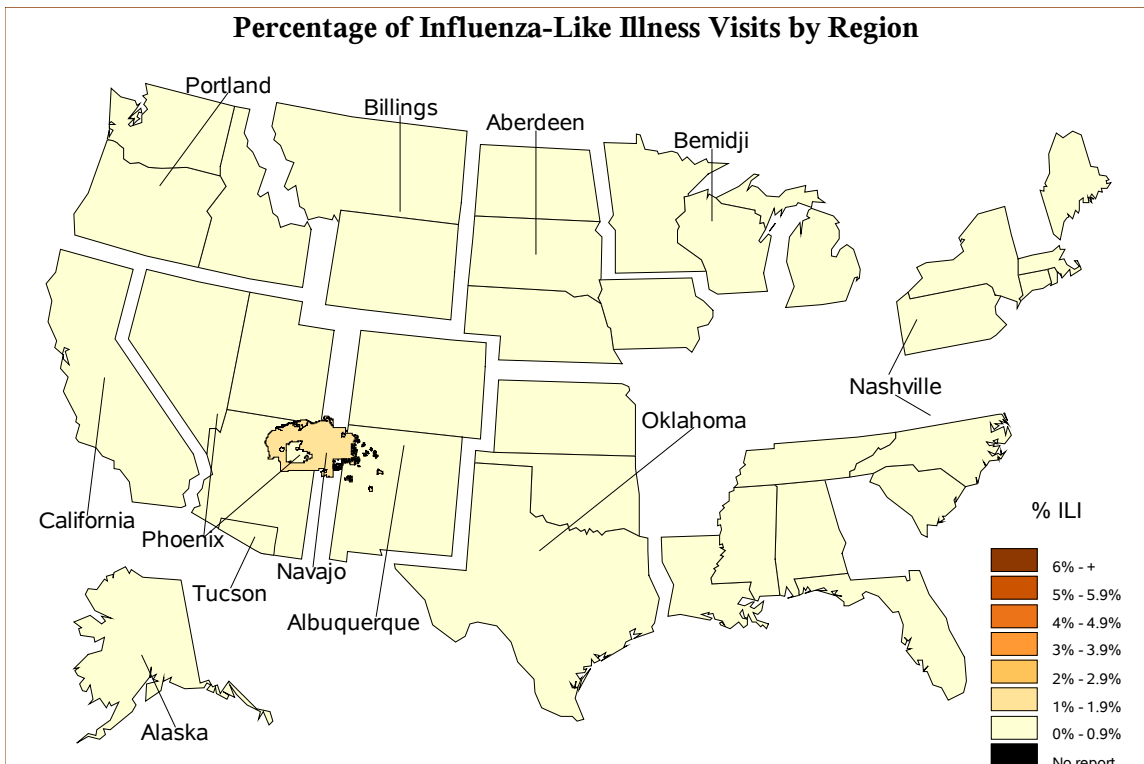 Percentage of Influenza-Like Illness Visits by Region
Portland
Billings
Aberdeen
Bemidji
Nashville
Oklahoma
California
Phoenix
Tucson
Navajo
Albuquerque
Alaska
% ILI
6% - +
5% - 5.9%
4% - 4.9%
3% - 3.9%
2% - 2.9%
1% - 1.9%
0% - 0.9%
No report